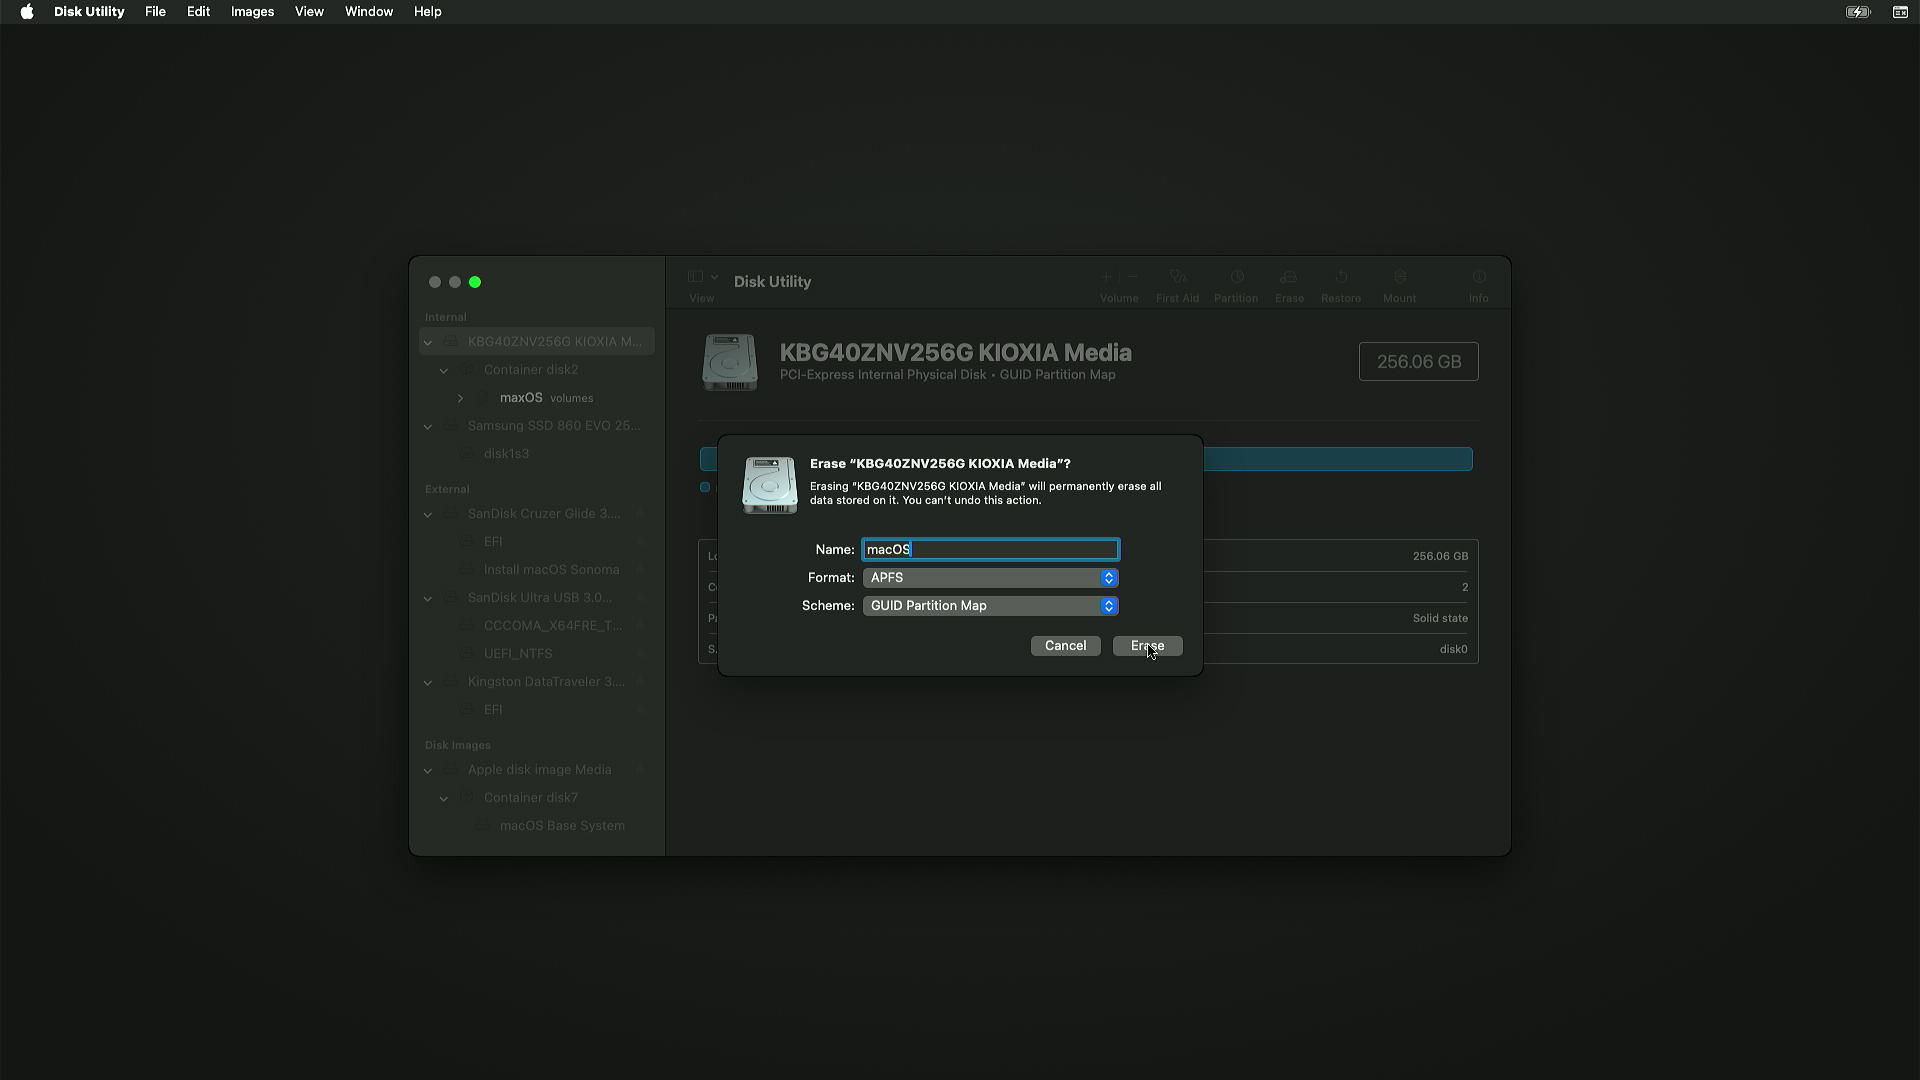 Disk Utility File Edit Images View Window Help
Disk Utility
View Volume First Aid Partition Erase Restore Mount Info
Internal
KBG40ZNV256G KIOXIA M...
Container disk2
maxOS volumes
Samsung SSD 860 EVO 25...
disk1s3
External
SanDisk Cruzer Glide 3....
EFI
Install macOS Sonoma
SanDisk Ultra USB 3.0...
CCCOMA_X64FRE_T...
UEFI_NTFS
Kingston DataTraveler 3....
EFI
Disk Images
Apple disk image Media
Container disk7
macOS Base System
KBG40ZNV256G KIOXIA Media
PCI-Express Internal Physical Disk • GUID Partition Map
256.06 GB
Erase “KBG40ZNV256G KIOXIA Media”?
Erasing “KBG40ZNV256G KIOXIA Media” will permanently erase all
data stored on it. You can’t undo this action.
Name: macOS
Format: APFS
Scheme: GUID Partition Map
Cancel Erase
256.06 GB
2
Solid state
disk0